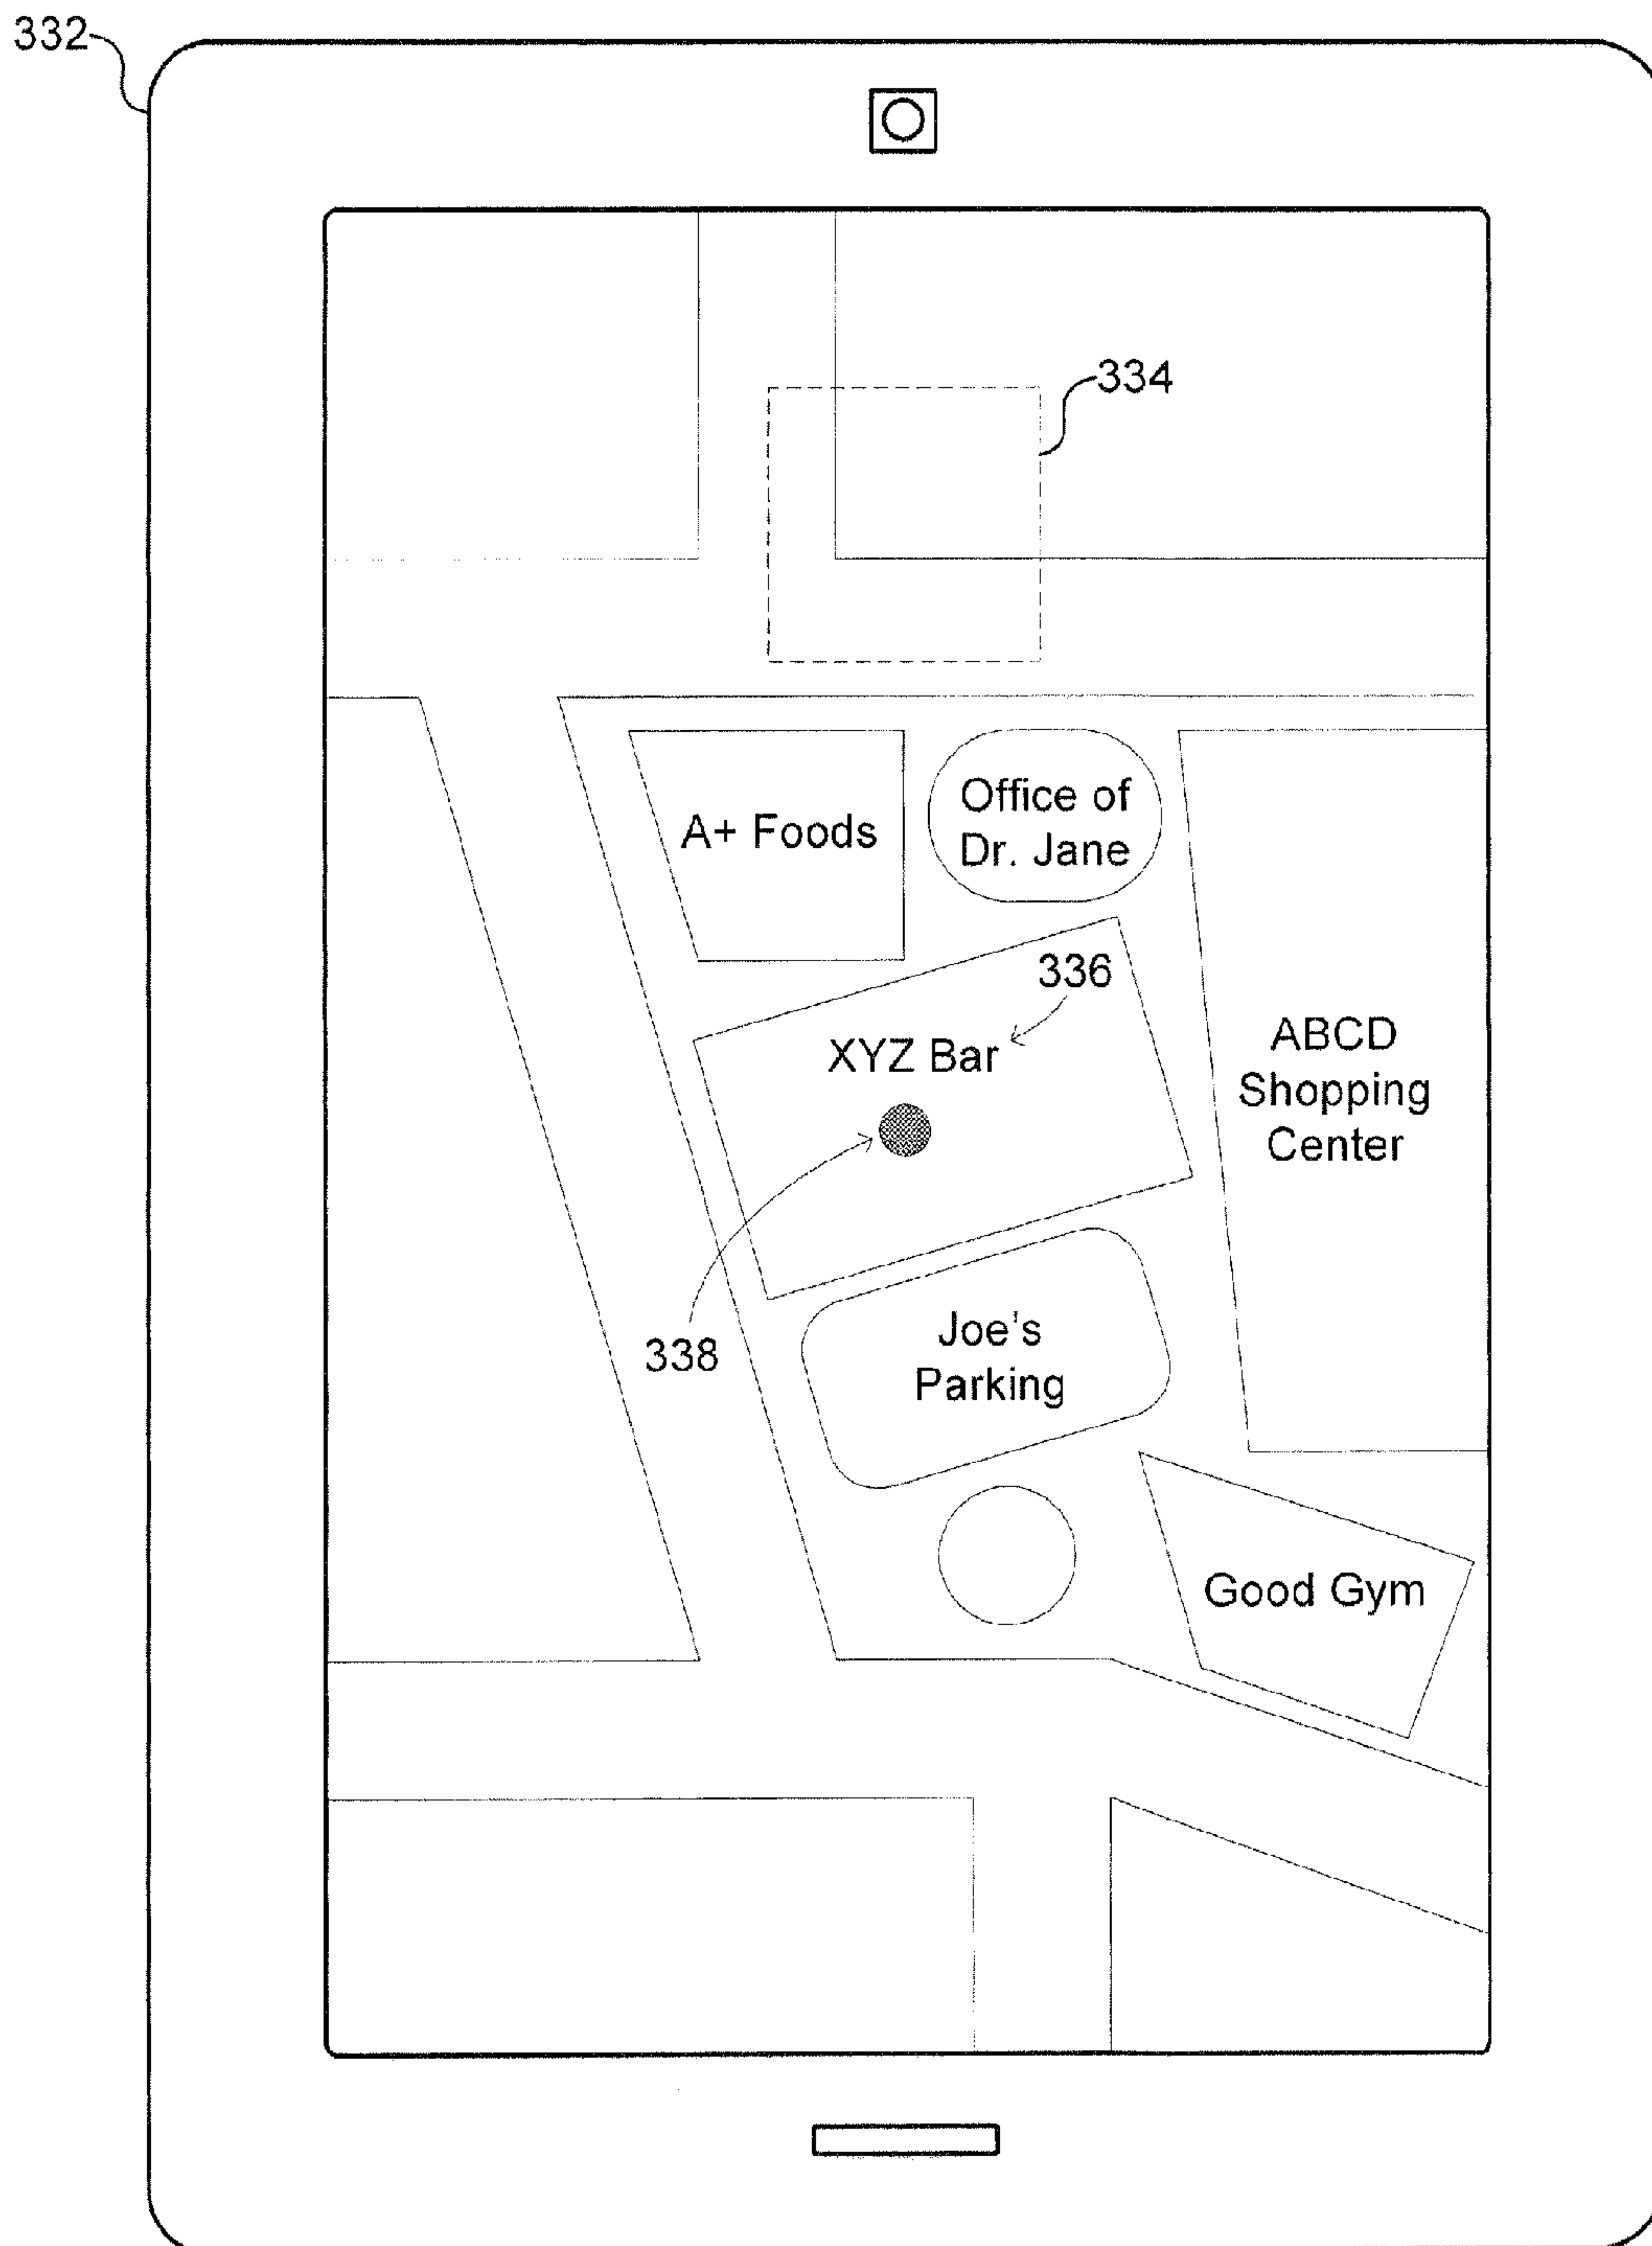 332
334
A+ Foods
Office of
Dr. Jane
336
XYZ Bar
ABCD
Shopping
Center
338
Joe's
Parking
Good Gym